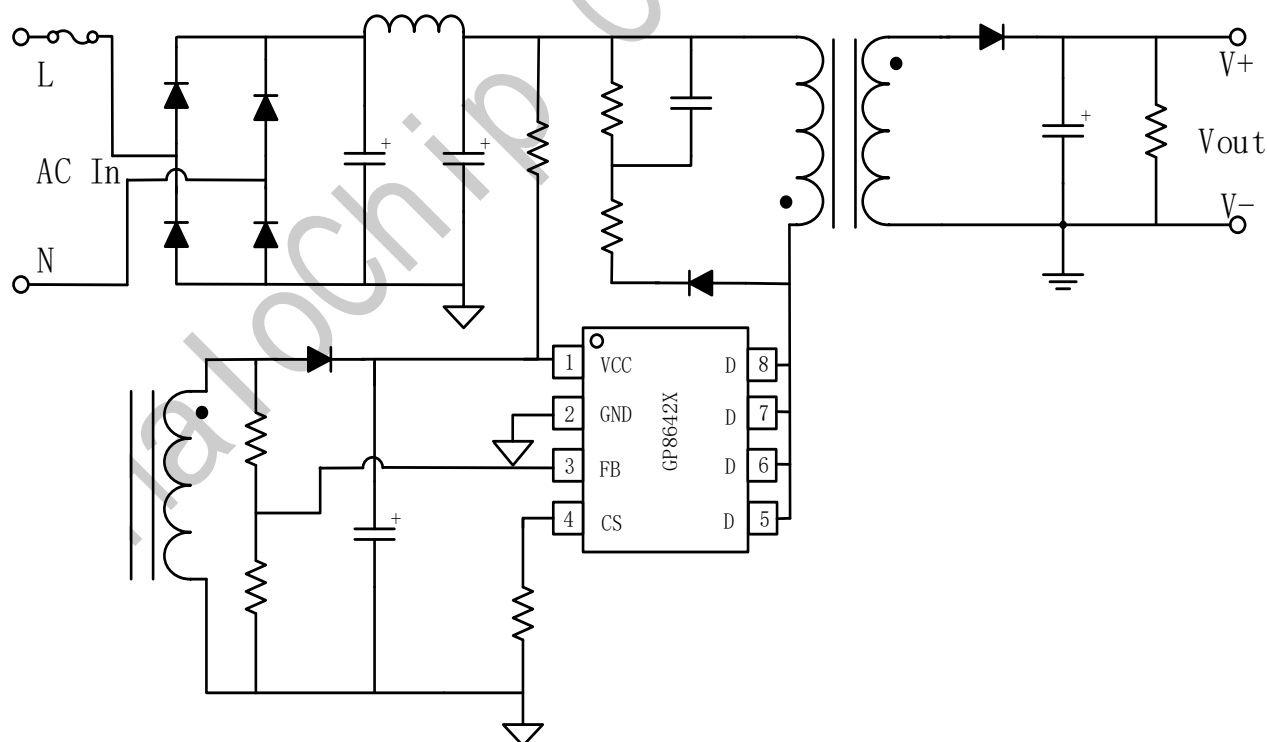 L
V+
AC In
Vout
V-
N
1 VCC D 8
2 GND D 7
GP8642X
3 FB D 6
4 CS D 5
+
+
+
+